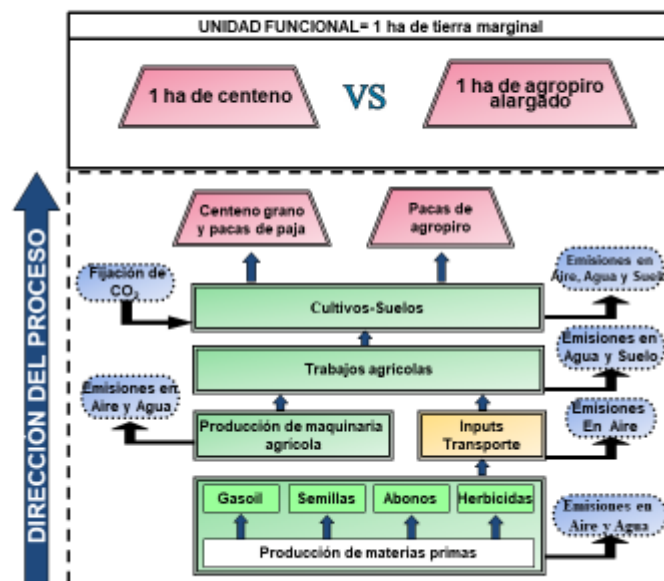 UNIDAD FUNCIONAL= 1 ha de tierra marginal
1 ha de centeno
VS
1 ha de agropiro
alargado
DIRECCIÓN DEL PROCESO
Centeno grano
y pacas de paja
Pacas de
agropiro
Fijación de
CO2
Emisiones en
Aire, Agua y Suelo
Cultivos-Suelos
Trabajos agrícolas
Emisiones en
Agua y Suelo
Emisiones en
Aire y Agua
Producción de maquinaria
agrícola
Inputs
Transporte
Emisiones
En Aire
Gasoil
Semillas
Abonos
Herbicidas
Producción de materias primas
Emisiones en
Aire y Agua